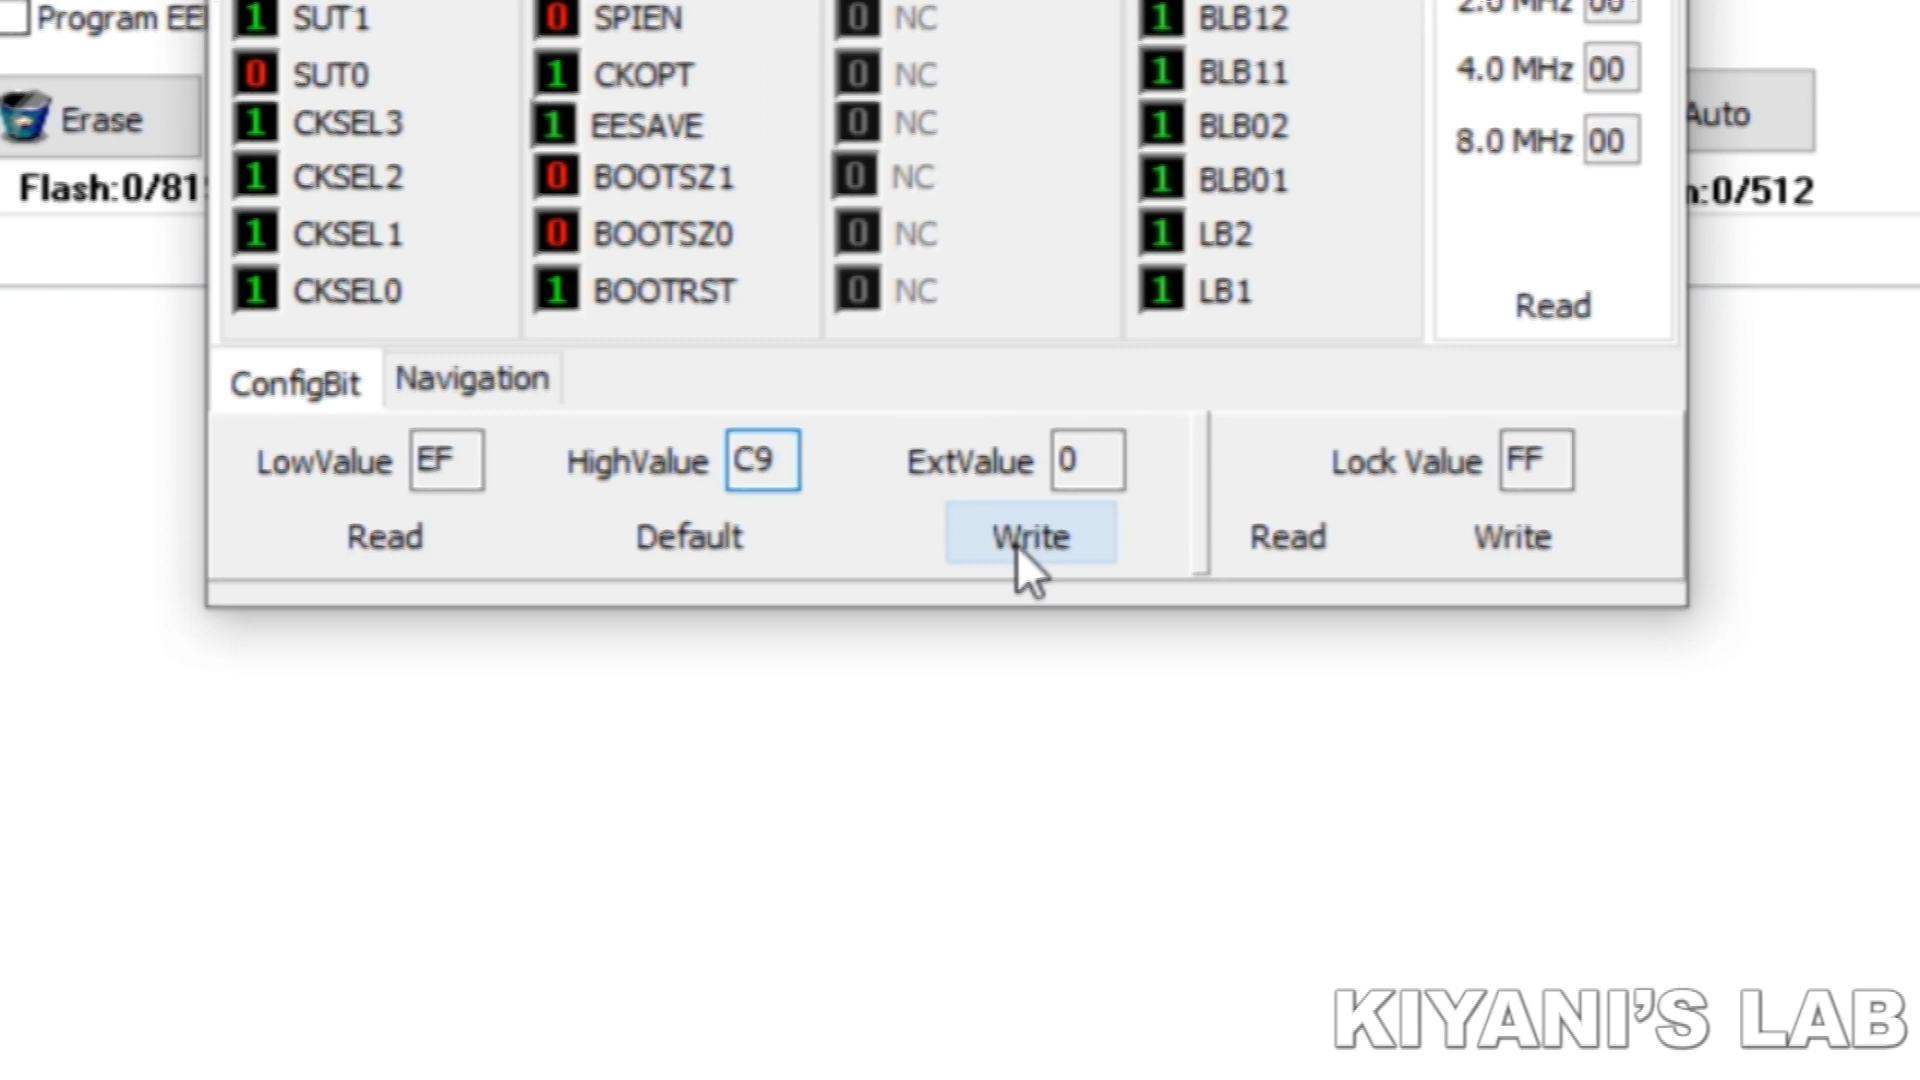 Program EE
1 SUT1 0 SPIEN 0 NC 1 BLB12 2.0 MHz 00
0 SUT0 1 CKOPT 0 NC 1 BLB11 4.0 MHz 00
Erase 1 CKSEL3 1 EESAVE 0 NC 1 BLB02 8.0 MHz 00 Auto
Flash:0/81 1 CKSEL2 0 BOOTSZ1 0 NC 1 BLB01 :0/512
1 CKSEL1 0 BOOTSZ0 0 NC 1 LB2
1 CKSEL0 1 BOOTRST 0 NC 1 LB1 Read
ConfigBit Navigation
LowValue EF HighValue C9 ExtValue 0 Lock Value FF
Read Default Write Read Write
KIYANI'S LAB